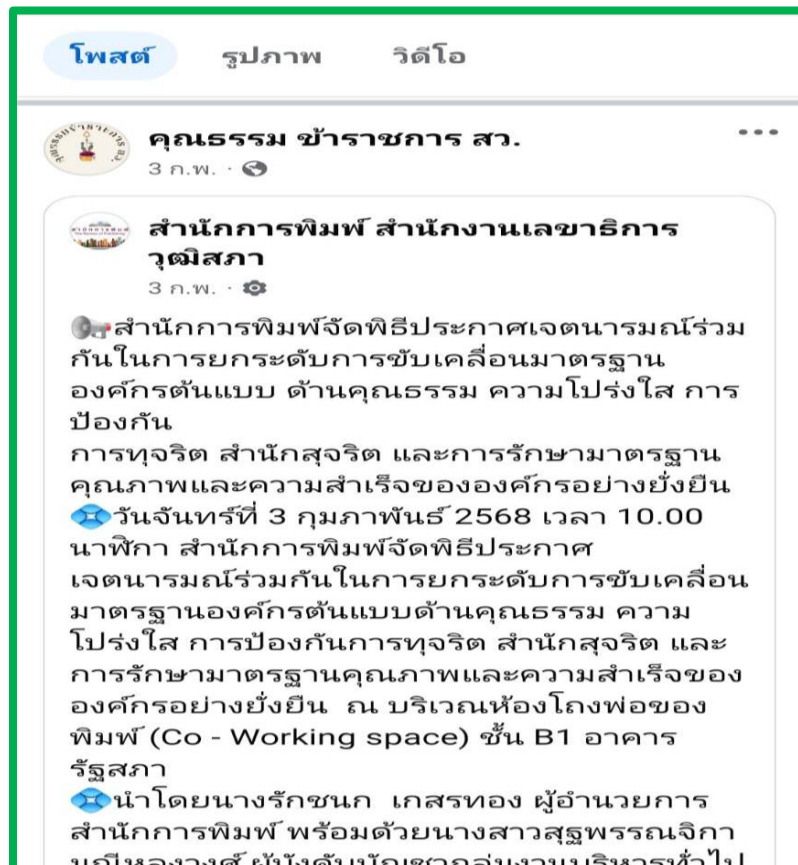 โพสต์ รูปภาพ วิดีโอ
คุณธรรม ข้าราชการ สว.
3 ก.พ.
สำนักการพิมพ์ สำนักงานเลขาธิการ
วุฒิสภา
3 ก.พ.
สำนักการพิมพ์จัดพิธีประกาศเจตนารมณ์ร่วม
กันในการยกระดับการขับเคลื่อนมาตรฐาน
องค์กรต้นแบบ ด้านคุณธรรม ความโปร่งใส การ
ป้องกัน
การทุจริต สำนักสุจริต และการรักษามาตรฐาน
คุณภาพและความสำเร็จขององค์กรอย่างยั่งยืน
วันจันทร์ที่ 3 กุมภาพันธ์ 2568 เวลา 10.00
นาฬิกา สำนักการพิมพ์จัดพิธีประกาศ
เจตนารมณ์ร่วมกันในการยกระดับการขับเคลื่อน
มาตรฐานองค์กรต้นแบบด้านคุณธรรม ความ
โปร่งใส การป้องกันการทุจริต สำนักสุจริต และ
การรักษามาตรฐานคุณภาพและความสำเร็จของ
องค์กรอย่างยั่งยืน ณ บริเวณห้องโถงพ่อของ
พิมพ์ (Co - Working space) ชั้น B1 อาคาร
รัฐสภา
นำโดยนางรักชนก เกสรทอง ผู้อำนวยการ
สำนักการพิมพ์ พร้อมด้วยนางสาวสุฐพรรณจิกา
ผู้บังคับบัญชากลุ่มงานบริหารทั่วไป